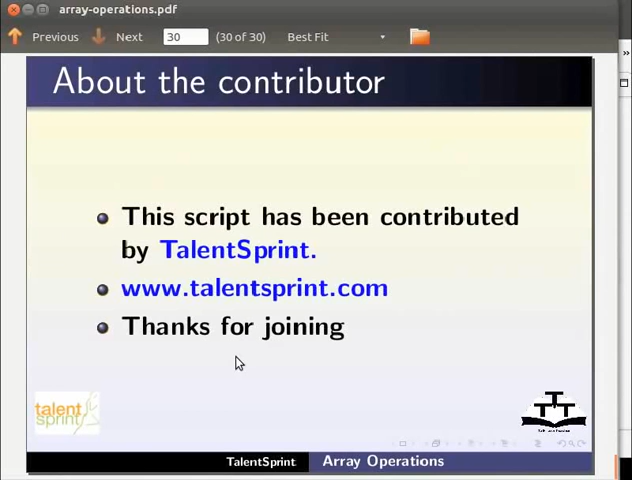 array-operations.pdf
Previous Next 30 (30 of 30) Best Fit
About the contributor
This script has been contributed
by TalentSprint.
www.talentsprint.com
Thanks for joining
talent
sprint
TTT
TalentSprint Array Operations